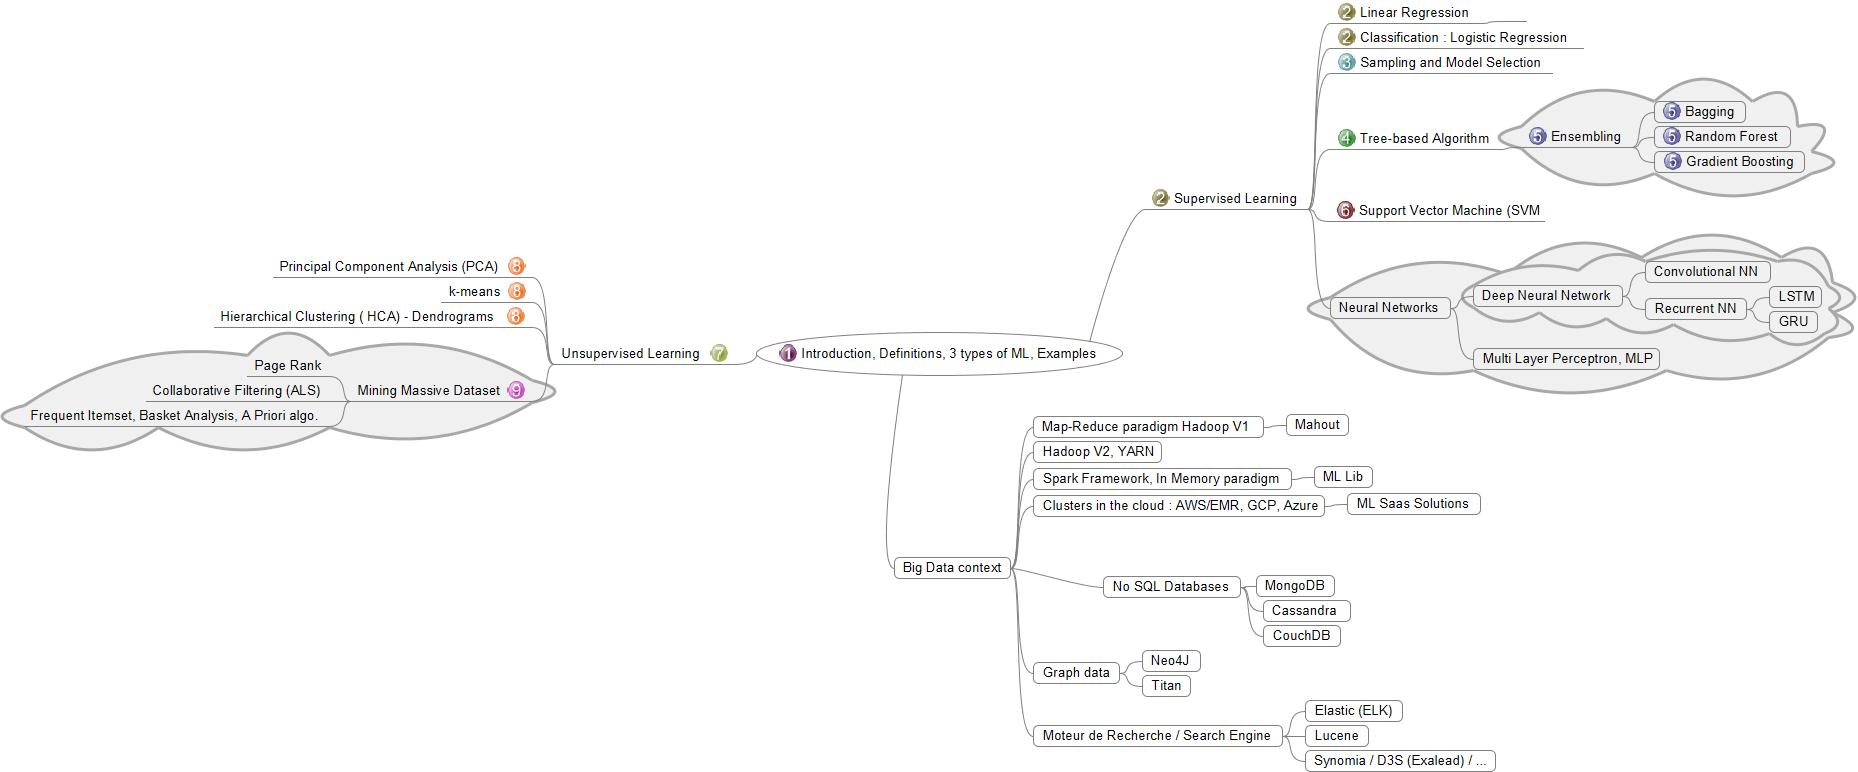 1 Introduction, Definitions, 3 types of ML, Examples
2 Supervised Learning
2 Linear Regression
2 Classification : Logistic Regression
3 Sampling and Model Selection
4 Tree-based Algorithm
5 Ensembling
5 Bagging
5 Random Forest
5 Gradient Boosting
6 Support Vector Machine (SVM
Neural Networks
Deep Neural Network
Convolutional NN
Recurrent NN
LSTM
GRU
Multi Layer Perceptron, MLP
Unsupervised Learning 7
Principal Component Analysis (PCA) 8
k-means 8
Hierarchical Clustering ( HCA) - Dendrograms 8
Mining Massive Dataset 9
Page Rank
Collaborative Filtering (ALS)
Frequent Itemset, Basket Analysis, A Priori algo.
Big Data context
Map-Reduce paradigm Hadoop V1
Mahout
Hadoop V2, YARN
Spark Framework, In Memory paradigm
ML Lib
Clusters in the cloud : AWS/EMR, GCP, Azure
ML Saas Solutions
No SQL Databases
MongoDB
Cassandra
CouchDB
Graph data
Neo4J
Titan
Moteur de Recherche / Search Engine
Elastic (ELK)
Lucene
Synomia / D3S (Exalead) / ...